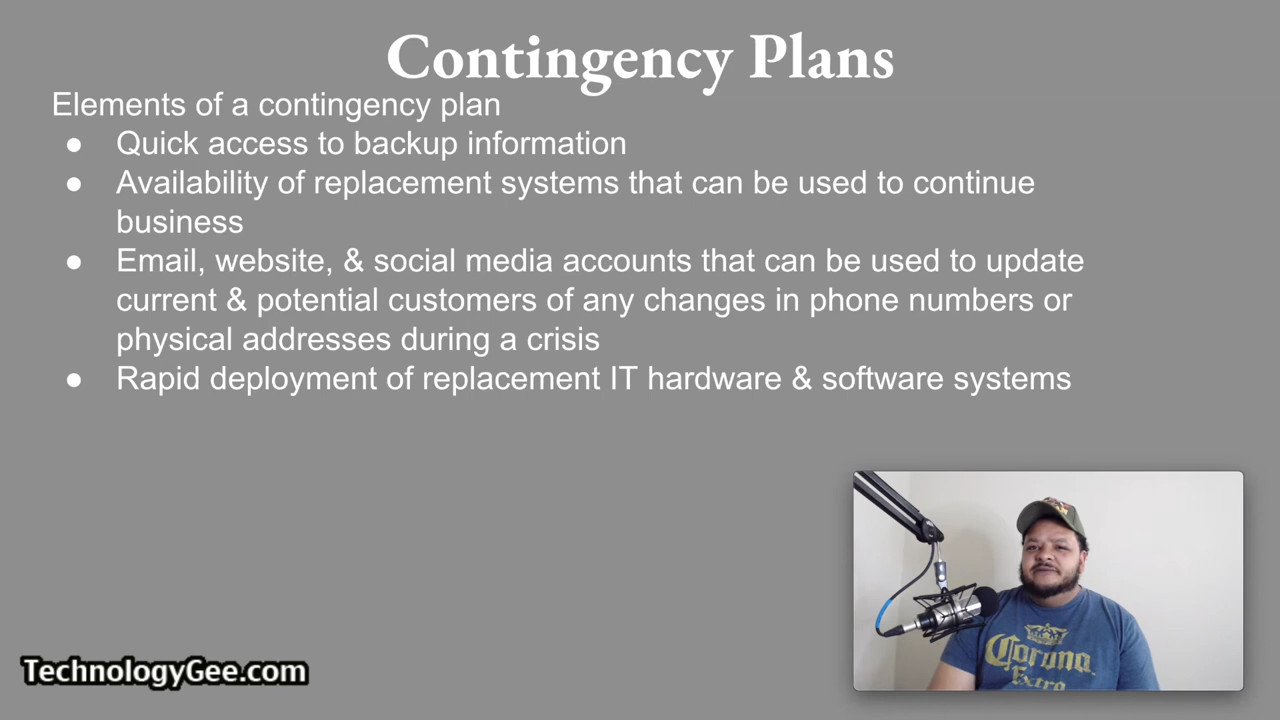 Contingency Plans
Elements of a contingency plan
● Quick access to backup information
● Availability of replacement systems that can be used to continue
business
● Email, website, & social media accounts that can be used to update
current & potential customers of any changes in phone numbers or
physical addresses during a crisis
● Rapid deployment of replacement IT hardware & software systems
Corona
Extra
TechnologyGee.com